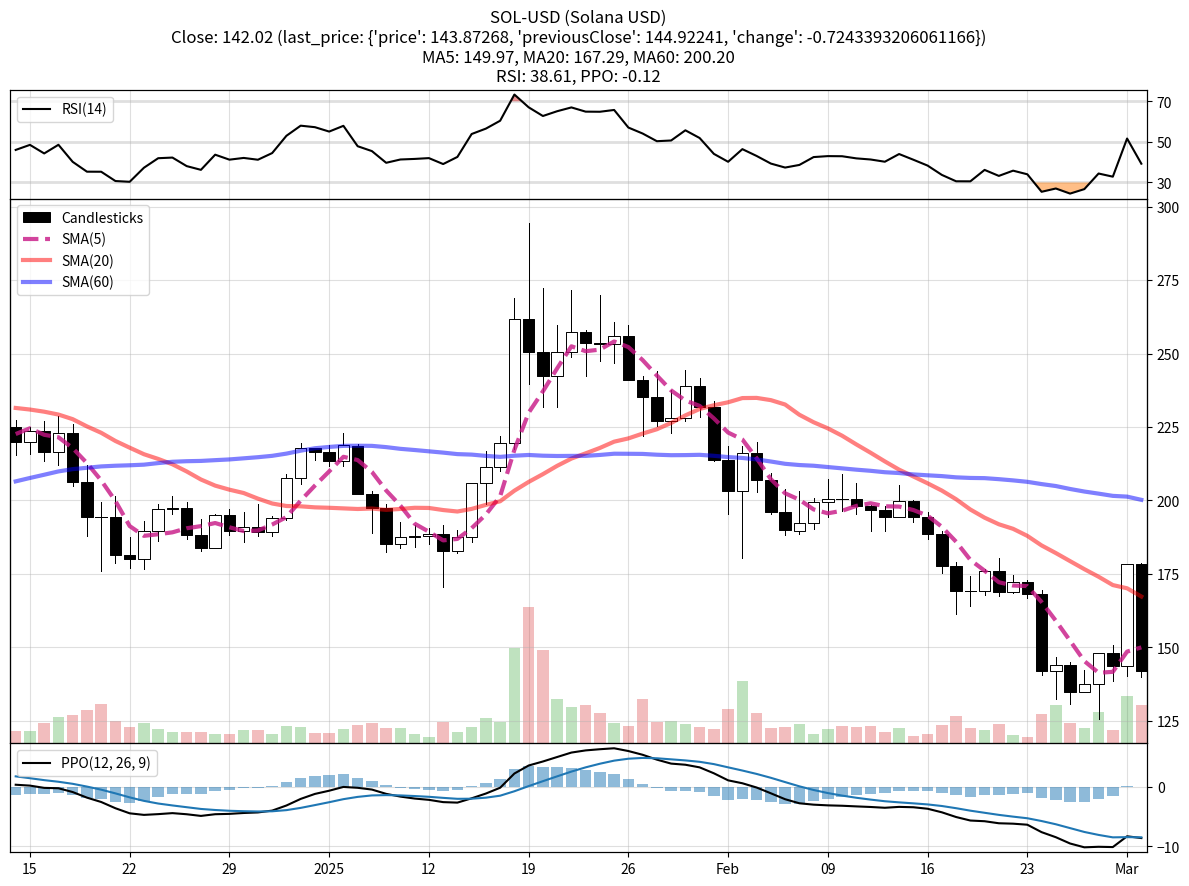 SOL-USD (Solana USD)
Close: 142.02 (last_price: {'price': 143.87268, 'previousClose': 144.92241, 'change': -0.7243393206061166})
MA5: 149.97, MA20: 167.29, MA60: 200.20
RSI: 38.61, PPO: -0.12
RSI(14)
70
50
30
Candlesticks
SMA(5)
SMA(20)
SMA(60)
300
275
250
225
200
175
150
125
PPO(12, 26, 9)
0
−10
15 22 29 2025 12 19 26 Feb 09 16 23 Mar